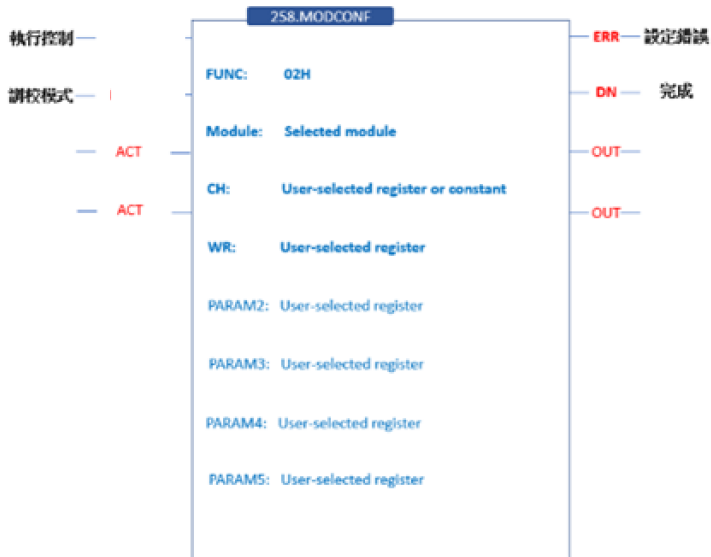 258.MODCONF
執行控制
ERR
設定錯誤
FUNC: 02H
調校模式
DN
完成
Module: Selected module
ACT
OUT
CH: User-selected register or constant
ACT
OUT
WR: User-selected register
PARAM2: User-selected register
PARAM3: User-selected register
PARAM4: User-selected register
PARAM5: User-selected register